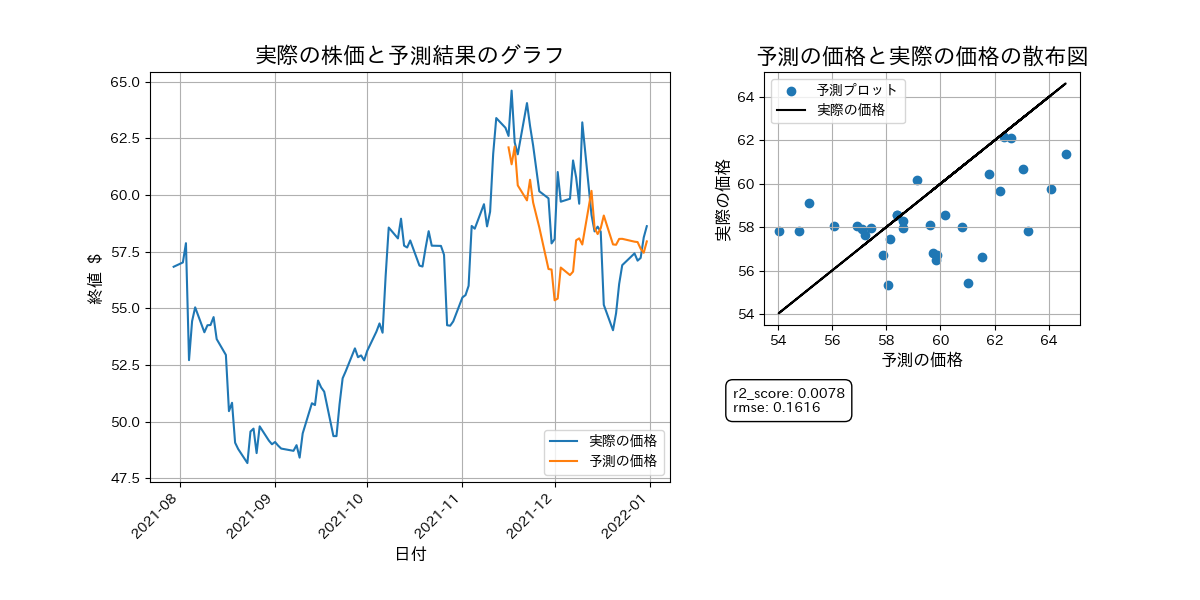 実際の株価と予測結果のグラフ
65.0
62.5
60.0
57.5
55.0
52.5
50.0
47.5
終値 $
2021-08
2021-09
2021-10
2021-11
2021-12
2022-01
日付
実際の価格
予測の価格
予測の価格と実際の価格の散布図
予測プロット
実際の価格
64
62
60
58
56
54
実際の価格
54
56
58
60
62
64
予測の価格
r2_score: 0.0078
rmse: 0.1616